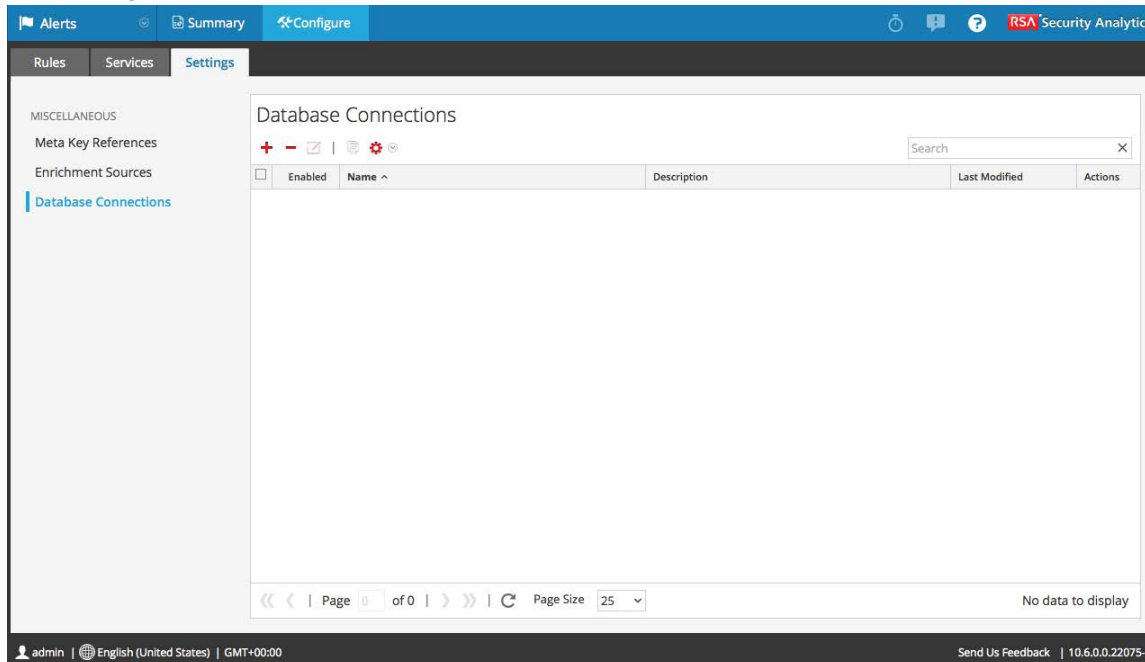 Alerts Summary Configure RSA Security Analytic
Rules Services Settings
MISCELLANEOUS
Meta Key References
Enrichment Sources
Database Connections
Database Connections
Search
Enabled Name Description Last Modified Actions
Page 0 of 0 | Page Size 25 No data to display
admin | English (United States) | GMT+00:00 Send Us Feedback | 10.6.0.0.22075-